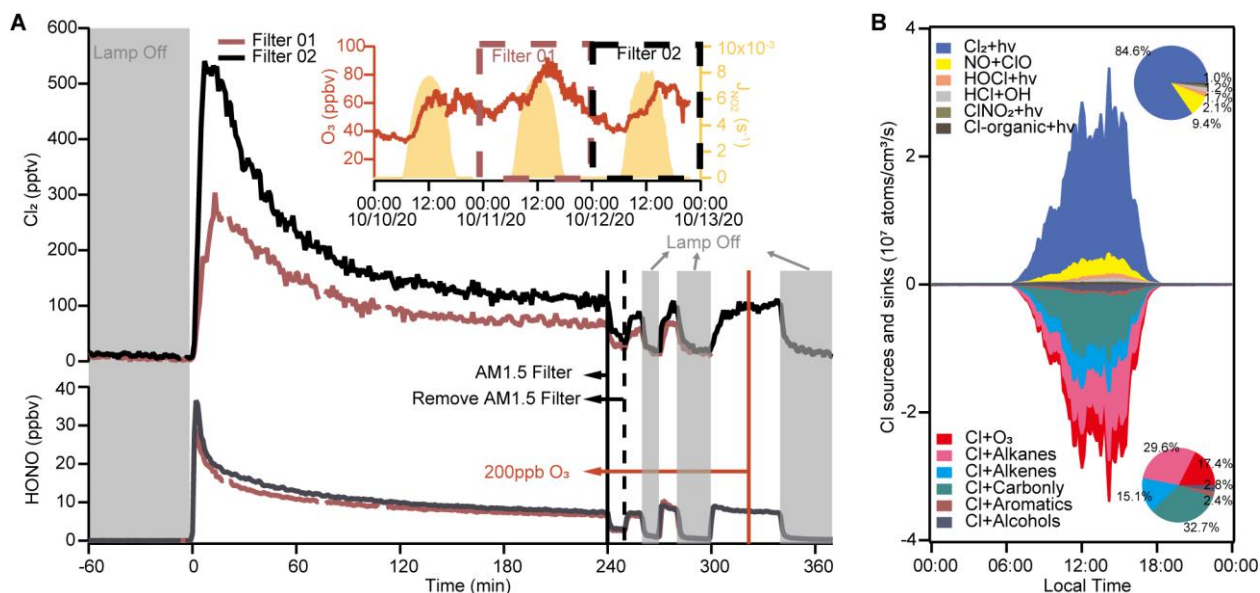 A
Lamp Off
Filter 01
Filter 02
Cl₂ (pptv)
600
500
400
300
200
100
0
O₃ (ppbv)
100
80
60
40
20
Filter 01
Filter 02
10x10⁻³
8
6
4
2
0
J_NO2 (s⁻¹)
00:00 12:00 00:00 12:00 00:00 12:00 00:00
10/10/20 10/11/20 10/12/20 10/13/20
Lamp Off
AM1.5 Filter
Remove AM1.5 Filter
200ppb O₃
HONO (ppbv)
40
30
20
10
0
-60 0 60 120 180 240 300 360
Time (min)
B
Cl sources and sinks (10⁷ atoms/cm³/s)
4
2
0
-2
-4
Cl₂+hv
NO+ClO
HOCl+hv
HCl+OH
ClNO₂+hv
Cl-organic+hv
84.6%
1.0%
1.2%
1.7%
2.1%
9.4%
Cl+O₃
Cl+Alkanes
Cl+Alkenes
Cl+Carbonly
Cl+Aromatics
Cl+Alcohols
29.6%
17.4%
2.8%
2.4%
15.1%
32.7%
00:00 06:00 12:00 18:00 00:00
Local Time